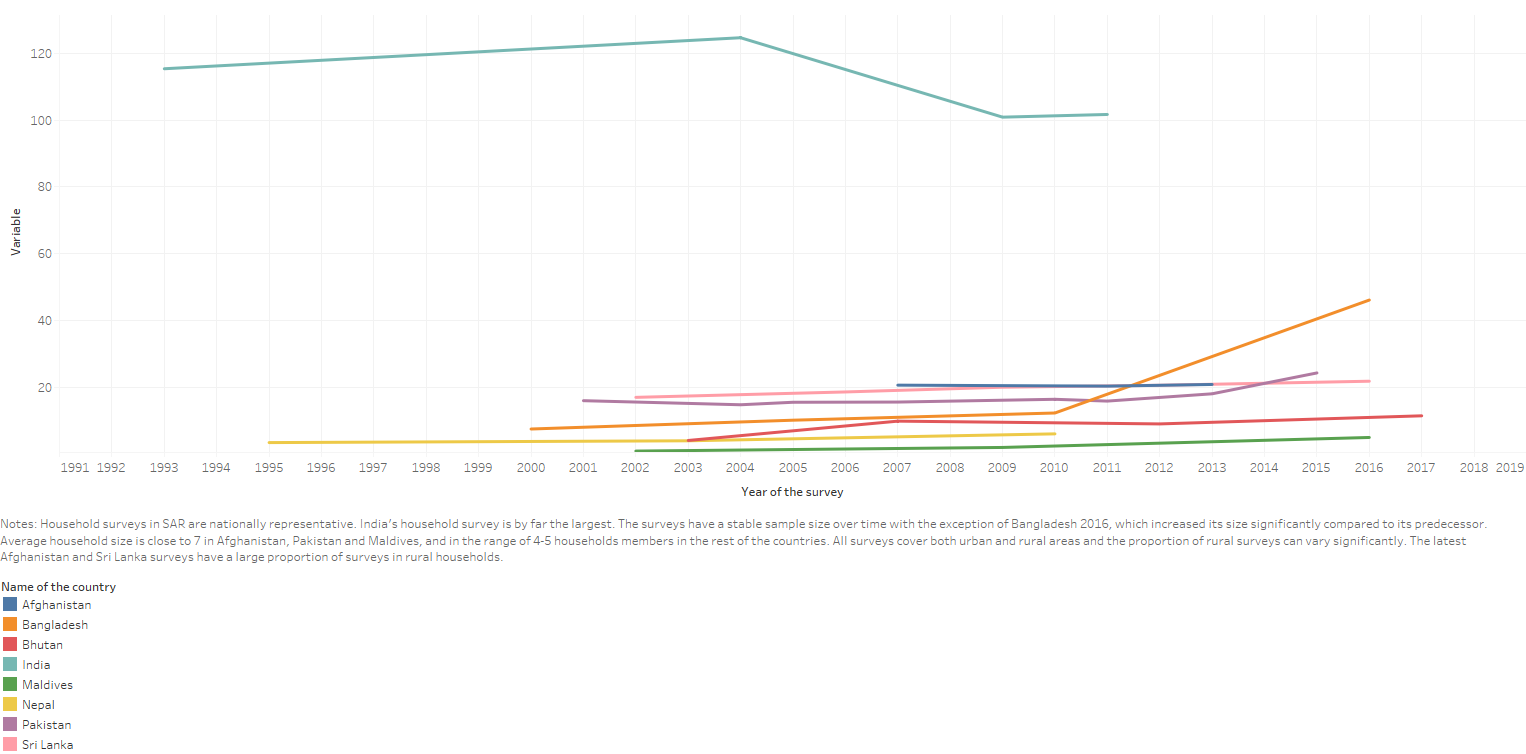 120
100
80
60
40
20
Variable
1991 1992 1993 1994 1995 1996 1997 1998 1999 2000 2001 2002 2003 2004 2005 2006 2007 2008 2009 2010 2011 2012 2013 2014 2015 2016 2017 2018 2019
Year of the survey
Notes: Household surveys in SAR are nationally representative. India's household survey is by far the largest. The surveys have a stable sample size over time with the exception of Bangladesh 2016, which increased its size significantly compared to its predecessor.
Average household size is close to 7 in Afghanistan, Pakistan and Maldives, and in the range of 4-5 households members in the rest of the countries. All surveys cover both urban and rural areas and the proportion of rural surveys can vary significantly. The latest
Afghanistan and Sri Lanka surveys have a large proportion of surveys in rural households.
Name of the country
Afghanistan
Bangladesh
Bhutan
India
Maldives
Nepal
Pakistan
Sri Lanka